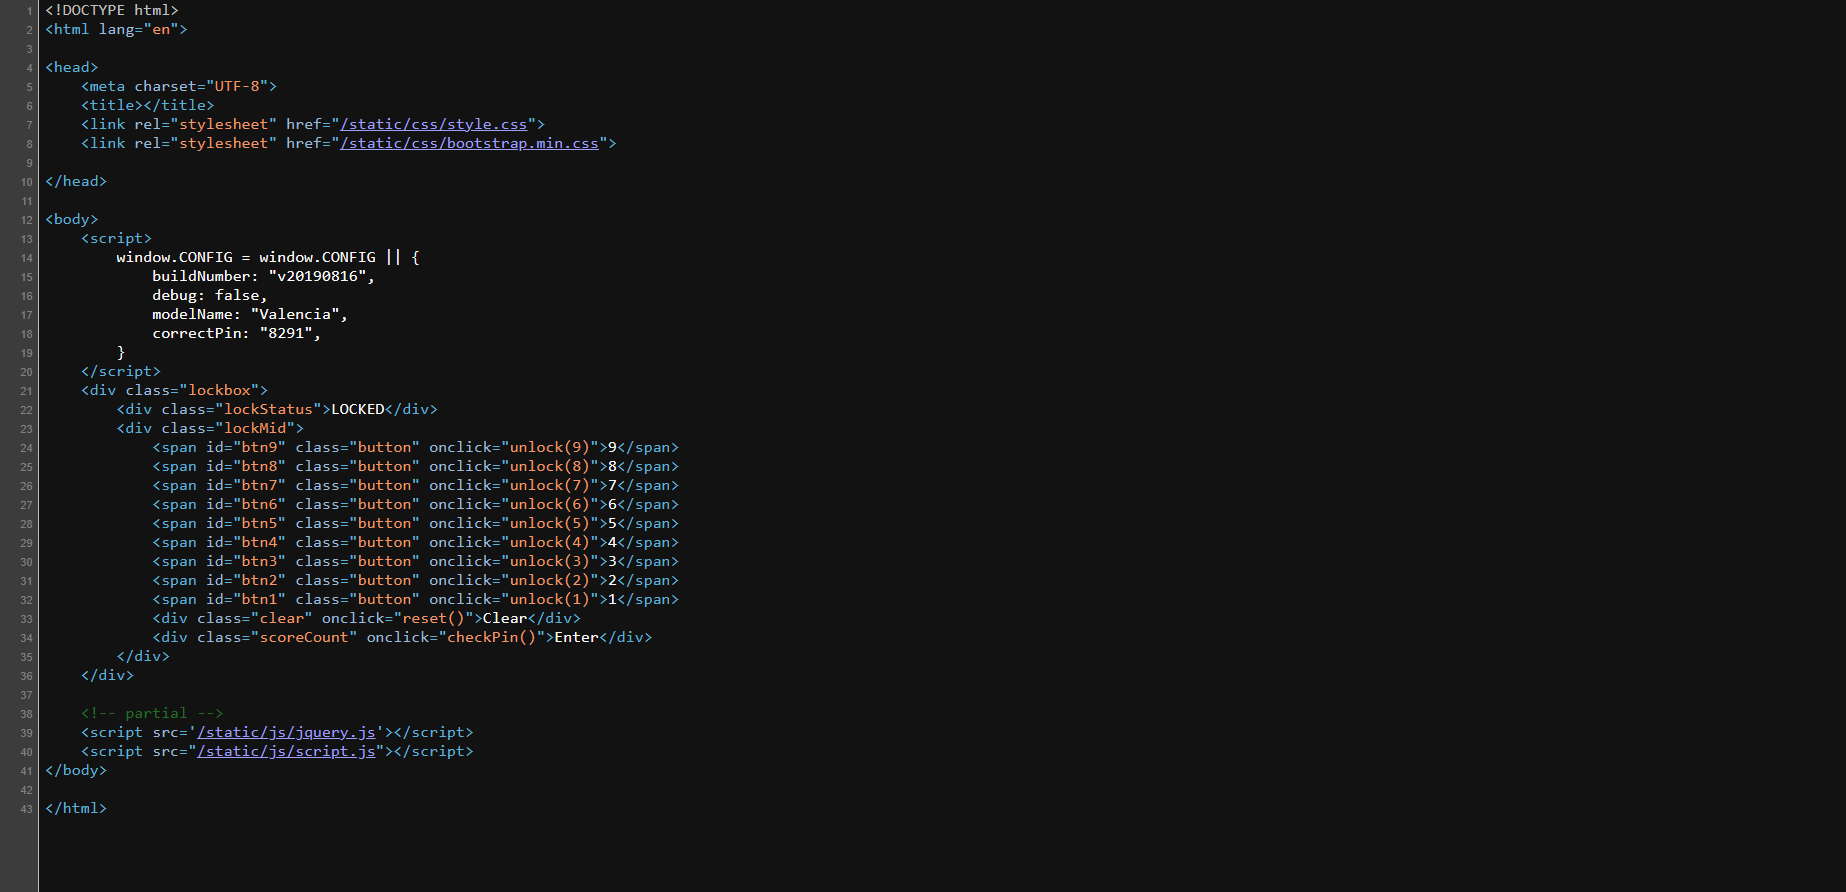 1 <!DOCTYPE html>
2 <html lang="en">
3
4 <head>
5     <meta charset="UTF-8">
6     <title></title>
7     <link rel="stylesheet" href="/static/css/style.css">
8     <link rel="stylesheet" href="/static/css/bootstrap.min.css">
9
10 </head>
11
12 <body>
13     <script>
14         window.CONFIG = window.CONFIG || {
15             buildNumber: "v20190816",
16             debug: false,
17             modelName: "Valencia",
18             correctPin: "8291",
19         }
20     </script>
21     <div class="lockbox">
22         <div class="lockStatus">LOCKED</div>
23         <div class="lockMid">
24             <span id="btn9" class="button" onclick="unlock(9)">9</span>
25             <span id="btn8" class="button" onclick="unlock(8)">8</span>
26             <span id="btn7" class="button" onclick="unlock(7)">7</span>
27             <span id="btn6" class="button" onclick="unlock(6)">6</span>
28             <span id="btn5" class="button" onclick="unlock(5)">5</span>
29             <span id="btn4" class="button" onclick="unlock(4)">4</span>
30             <span id="btn3" class="button" onclick="unlock(3)">3</span>
31             <span id="btn2" class="button" onclick="unlock(2)">2</span>
32             <span id="btn1" class="button" onclick="unlock(1)">1</span>
33             <div class="clear" onclick="reset()">Clear</div>
34             <div class="scoreCount" onclick="checkPin()">Enter</div>
35         </div>
36     </div>
37
38     <!-- partial -->
39     <script src='/static/js/jquery.js'></script>
40     <script src="/static/js/script.js"></script>
41 </body>
42
43 </html>